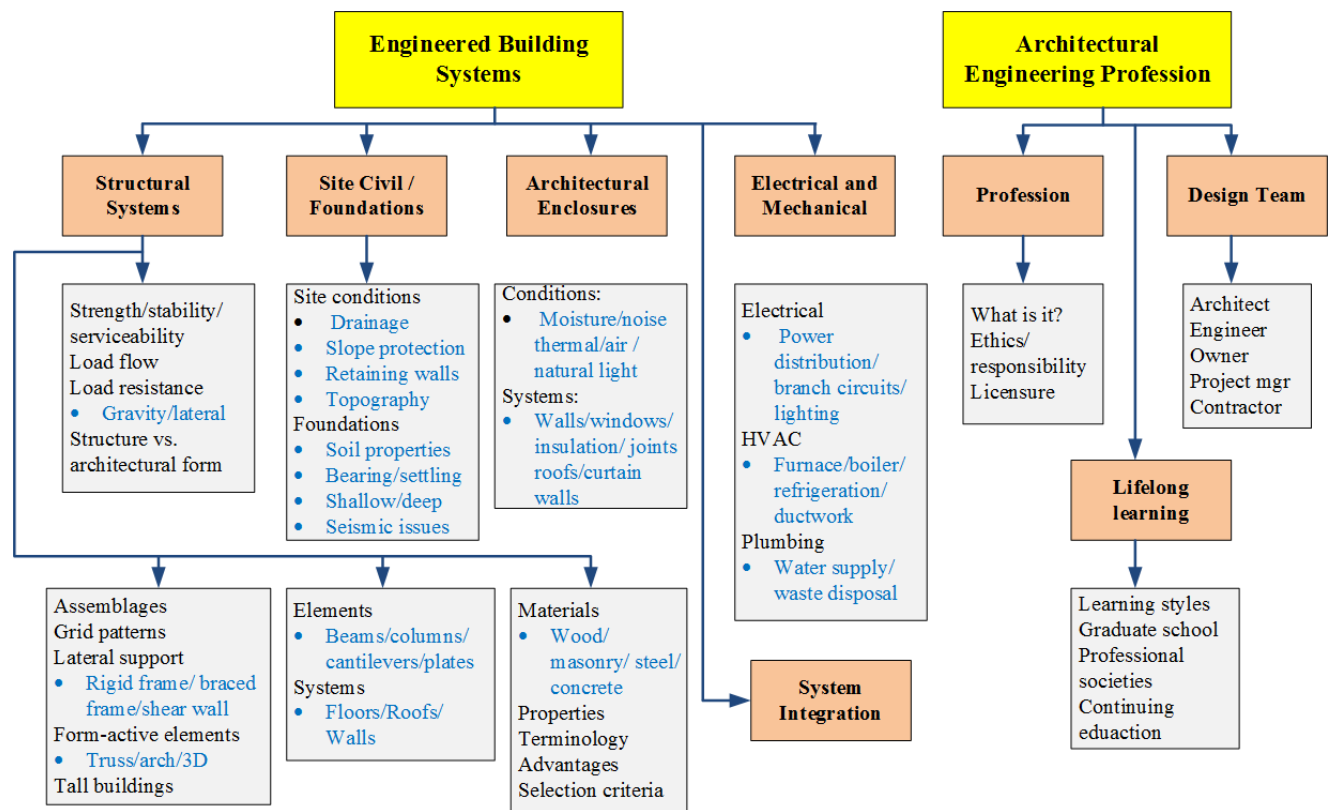 Engineered Building
Systems
Architectural
Engineering Profession
Structural
Systems
Site Civil /
Foundations
Architectural
Enclosures
Electrical and
Mechanical
Profession
Design Team
Strength/stability/
serviceability
Load flow
Load resistance
• Gravity/lateral
Structure vs.
architectural form
Site conditions
• Drainage
• Slope protection
• Retaining walls
• Topography
Foundations
• Soil properties
• Bearing/settling
• Shallow/deep
• Seismic issues
Conditions:
• Moisture/noise
thermal/air /
natural light
Systems:
• Walls/windows/
insulation/ joints
roofs/curtain
walls
Electrical
• Power
distribution/
branch circuits/
lighting
HVAC
• Furnace/boiler/
refrigeration/
ductwork
Plumbing
• Water supply/
waste disposal
What is it?
Ethics/
responsibility
Licensure
Architect
Engineer
Owner
Project mgr
Contractor
Lifelong
learning
Assemblages
Grid patterns
Lateral support
• Rigid frame/ braced
frame/shear wall
Form-active elements
• Truss/arch/3D
Tall buildings
Elements
• Beams/columns/
cantilevers/plates
Systems
• Floors/Roofs/
Walls
Materials
• Wood/
masonry/ steel/
concrete
Properties
Terminology
Advantages
Selection criteria
System
Integration
Learning styles
Graduate school
Professional
societies
Continuing
eduaction